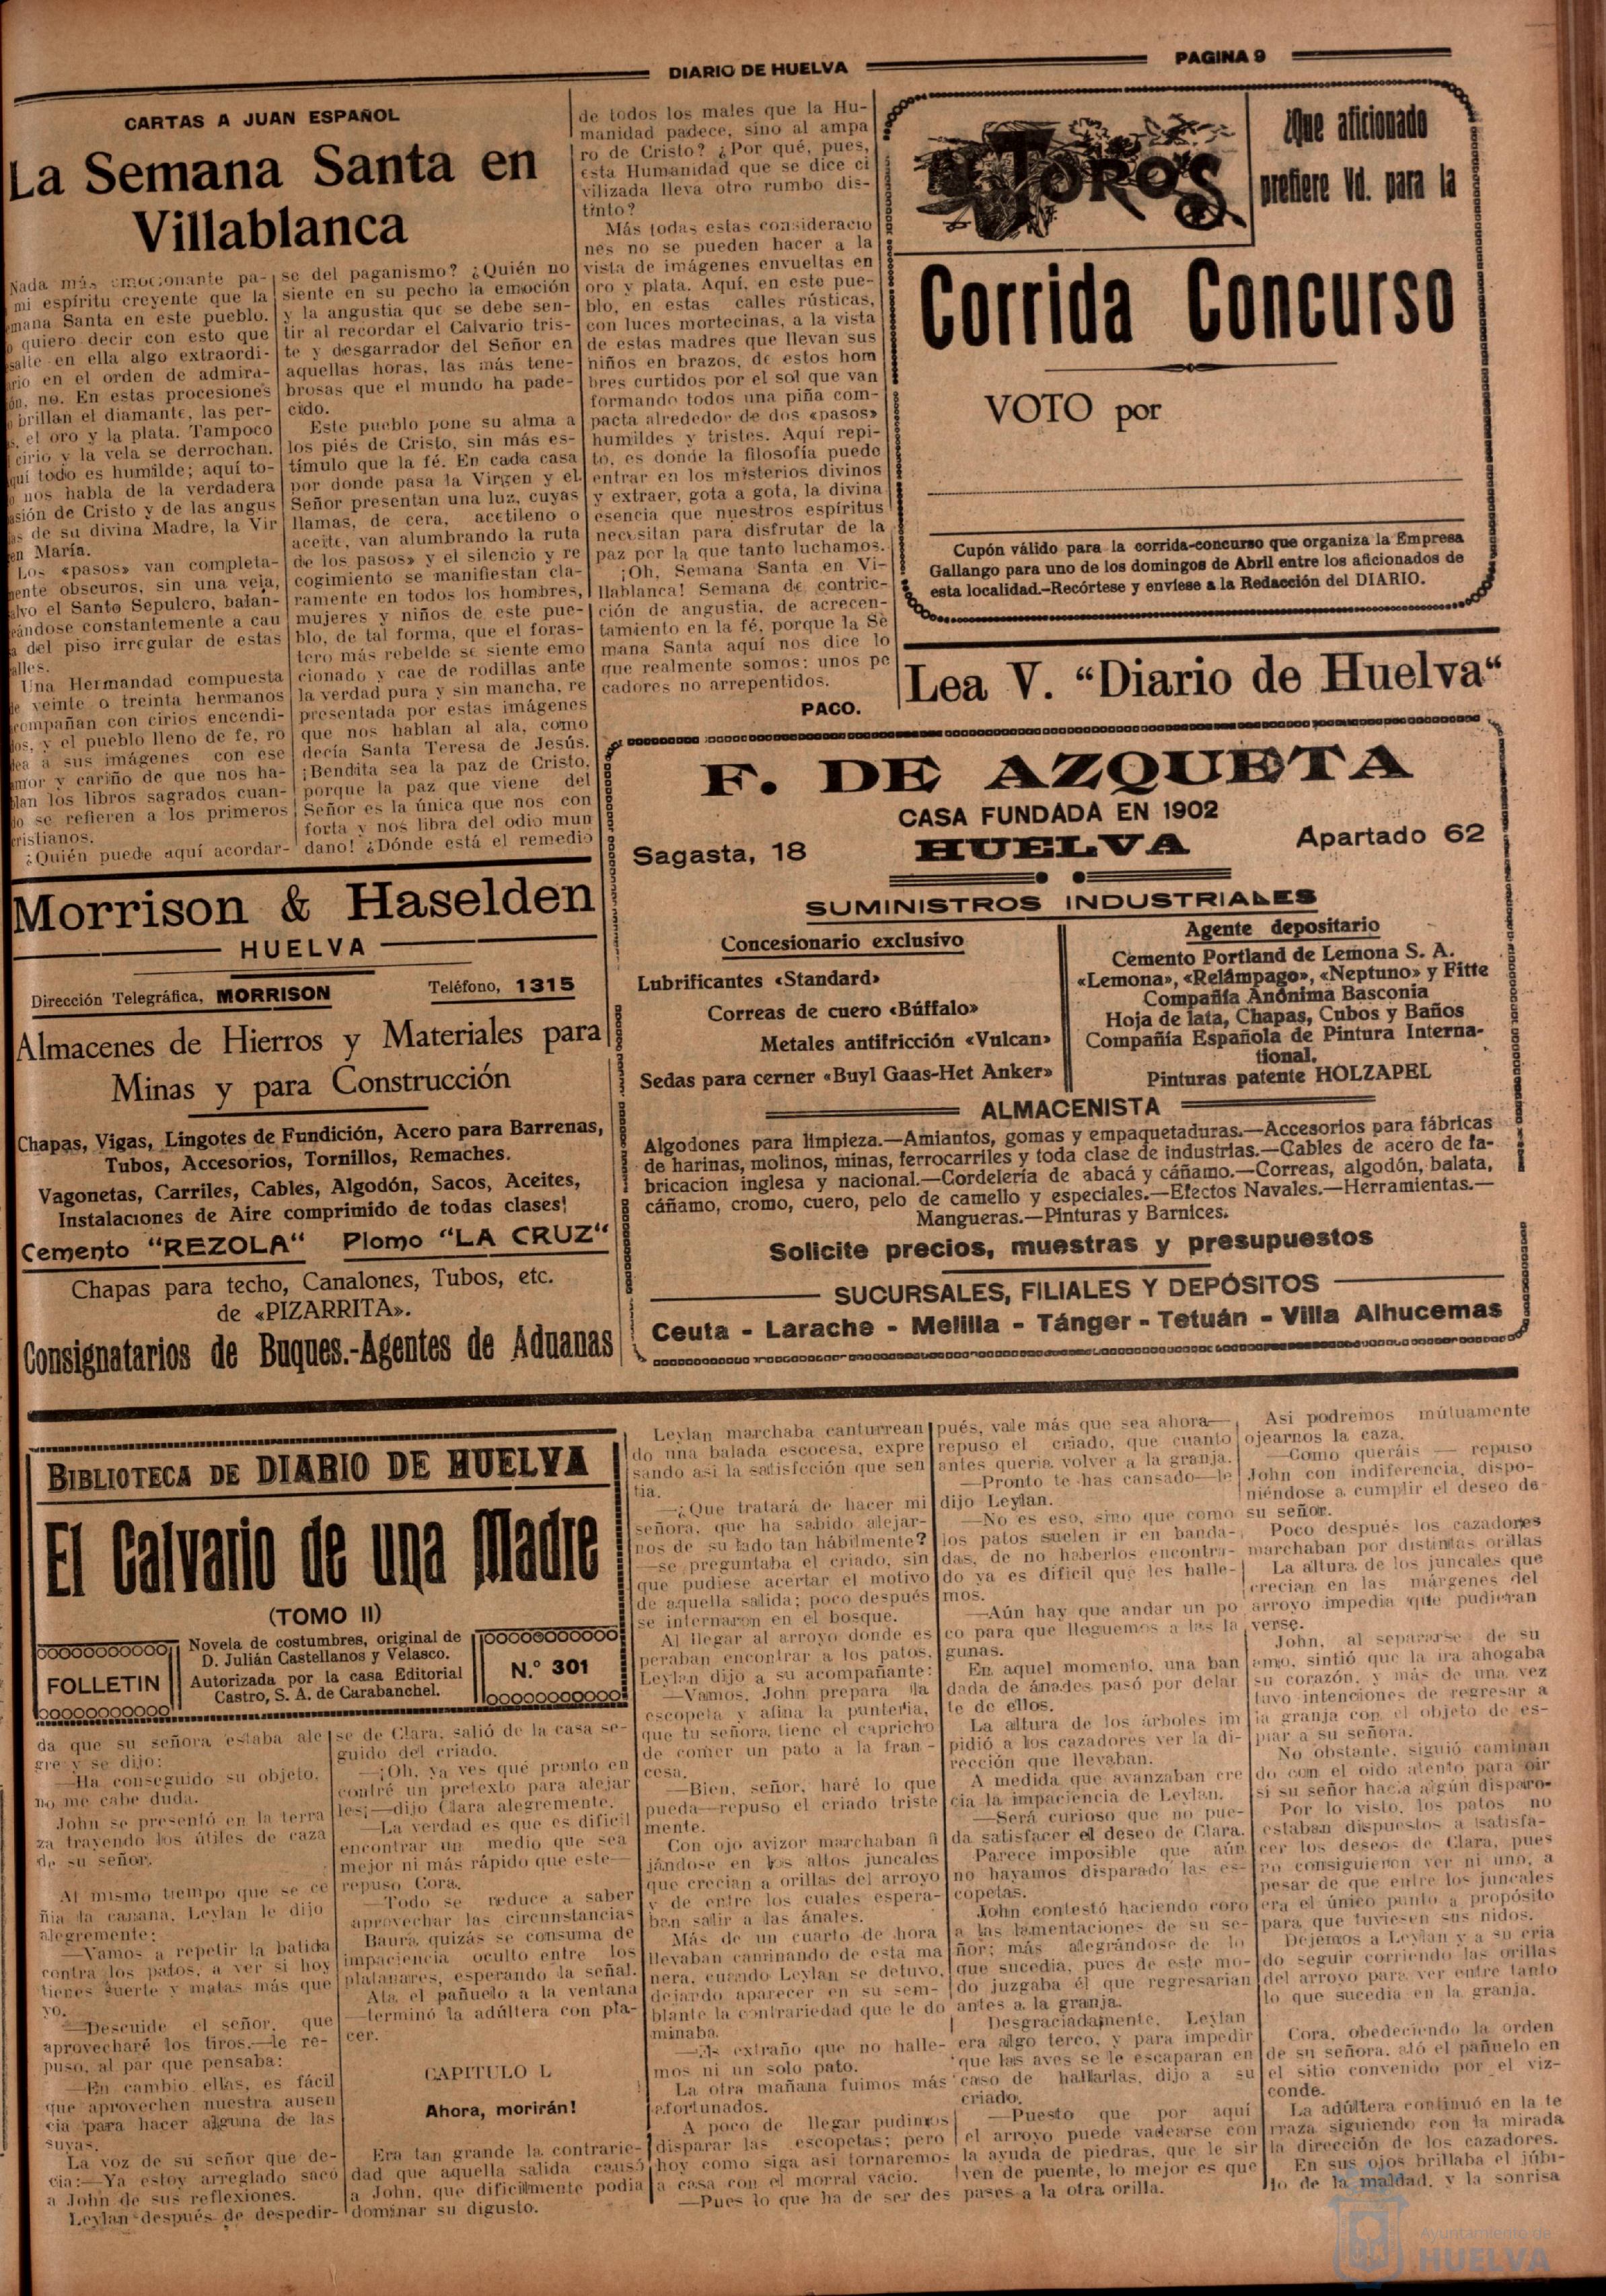 DIARIO DE HUELVA
PAGINA 9
CARTAS A JUAN ESPAÑOL
La Semana Santa en
Villablanca
Nada más emocionante pa-
mi espíritu creyente que la
mana Santa en este pueblo.
quiero decir con esto que
salte en ella algo extraordi-
ario en el orden de admira-
ón, no. En estas procesiones
brillan el diamante, las per-
el oro y la plata. Tampoco
cirio y la vela se derrochan.
quí todo es humilde; aquí to-
nos habla de la verdadera
asión de Cristo y de las angus
as de su divina Madre, la Vir
en María.
Los «pasos» van completa-
mente obscuros, sin una veja,
alvo el Santo Sepulcro, balan-
eándose constantemente a cau
a del piso irregular de estas
alles.
Una Hermandad compuesta
de veinte o treinta hermanos
acompañan con cirios encendi-
dos, y el pueblo lleno de fe, ro
dea a sus imágenes con ese
amor y cariño de que nos ha-
blan los libros sagrados cuan-
do se refieren a los primeros
cristianos.
¿Quién puede aquí acordar-
se del paganismo? ¿Quién no
siente en su pecho la emoción
y la angustia que se debe sen-
tir al recordar el Calvario tris-
te y desgarrador del Señor en
aquellas horas, las más tene-
brosas que el mundo ha pade-
cido.
Este pueblo pone su alma a
los piés de Cristo, sin más es-
tímulo que la fé. En cada casa
por donde pasa la Virgen y el
Señor presentan una luz, cuyas
llamas, de cera, acetileno o
aceite, van alumbrando la ruta
de los pasos» y el silencio y re
cogimiento se manifiestan cla-
ramente en todos los hombres,
mujeres y niños de este pue-
blo, de tal forma, que el foras-
tero más rebelde se siente emo
cionado y cae de rodillas ante
la verdad pura y sin mancha, re
presentada por estas imágenes
que nos hablan al ala, como
decía Santa Teresa de Jesús.
¡Bendita sea la paz de Cristo,
porque la paz que viene del
Señor es la única que nos con
forta y nos libra del odio mun
dano! ¿Dónde está el remedio
de todos los males que la Hu-
manidad padece, sino al ampa
ro de Cristo? ¿Por qué, pues,
esta Humanidad que se dice ci
vilizada lleva otro rumbo dis-
tinto?
Más todas estas consideracio
nes no se pueden hacer a la
vista de imágenes envueltas en
oro y plata. Aquí, en este pue-
blo, en estas calles rústicas,
con luces mortecinas, a la vista
de estas madres que llevan sus
niños en brazos, de estos hom
bres curtidos por el sol que van
formando todos una piña com-
pacta alrededor de dos «pasos»
humildes y tristes. Aquí repi-
to, es donde la filosofía puede
entrar en los misterios divinos
y extraer, gota a gota, la divina
esencia que nuestros espíritus
necesitan para disfrutar de la
paz por la que tanto luchamos.
¡Oh, Semana Santa en Vi-
llablanca! Semana de contric-
ción de angustia, de acrecen-
tamiento en la fé, porque la Se
mana Santa aquí nos dice lo
que realmente somos: unos pe
cadores no arrepentidos.
PACO.
TOROS
¿Que aficionado
prefiere Vd. para la
Corrida Concurso
VOTO por
Cupón válido para la corrida-concurso que organiza la Empresa
Gallango para uno de los domingos de Abril entre los aficionados de
esta localidad.-Recórtese y envíese a la Redacción del DIARIO.
Lea V. "Diario de Huelva"
Morrison & Haselden
HUELVA
Dirección Telegráfica, MORRISON
Teléfono, 1315
Almacenes de Hierros y Materiales para
Minas y para Construcción
Chapas, Vigas, Lingotes de Fundición, Acero para Barrenas,
Tubos, Accesorios, Tornillos, Remaches.
Vagonetas, Carriles, Cables, Algodón, Sacos, Aceites,
Instalaciones de Aire comprimido de todas clases!
Cemento "REZOLA" Plomo "LA CRUZ"
Chapas para techo, Canalones, Tubos, etc.
de «PIZARRITA».
Consignatarios de Buques.-Agentes de Aduanas
F. DE AZQUETA
CASA FUNDADA EN 1902
Sagasta, 18
HUELVA
Apartado 62
SUMINISTROS INDUSTRIALES
Concesionario exclusivo
Lubrificantes «Standard»
Correas de cuero «Búffalo»
Metales antifricción «Vulcan»
Sedas para cerner «Buyl Gaas-Het Anker»
Agente depositario
Cemento Portland de Lemona S. A.
«Lemona», «Relámpago», «Neptuno» y Fitte
Compañía Anónima Basconia
Hoja de lata, Chapas, Cubos y Baños
Compañía Española de Pintura Interna-
tional.
Pinturas patente HOLZAPEL
ALMACENISTA
Algodones para limpieza.—Amiantos, gomas y empaquetaduras.—Accesorios para fábricas
de harinas, molinos, minas, ferrocarriles y toda clase de industrias.—Cables de acero de fa-
bricacion inglesa y nacional.—Cordelería de abacá y cáñamo.—Correas, algodón, balata,
cáñamo, cromo, cuero, pelo de camello y especiales.—Efectos Navales.—Herramientas.—
Mangueras.—Pinturas y Barnices.
Solicite precios, muestras y presupuestos
SUCURSALES, FILIALES Y DEPÓSITOS
Ceuta - Larache - Melilla - Tánger - Tetuán - Villa Alhucemas
BIBLIOTECA DE DIARIO DE HUELVA
El Calvario de una Madre
(TOMO II)
FOLLETIN
Novela de costumbres, original de
D. Julián Castellanos y Velasco.
Autorizada por la casa Editorial
Castro, S. A. de Carabanchel.
N.° 301
da que su señora estaba ale
gre y se dijo:
—Ha conseguido su objeto,
no me cabe duda.
John se presentó en la terra
za trayendo los útiles de caza
de su señor.
Al mismo tiempo que se ce
ñia la canana, Leylan le dijo
alegremente:
—Vamos a repetir la batida
contra los patos, a ver si hoy
tienes suerte y matas más que
yo.
—Descuide el señor, que
aprovecharé los tiros.—le re-
puso, al par que pensaba:
—En cambio ellas, es fácil
que aprovechen nuestra ausen
cia para hacer alguna de las
suyas.
La voz de su señor que de-
cia:—Ya estoy arreglado sacó
a John de sus reflexiones.
Leylan después de despedir-
se de Clara, salió de la casa se-
guido del criado.
—¡Oh, ya ves qué pronto en
contré un pretexto para alejar
les;—dijo Clara alegremente.
—La verdad es que es dificil
encontrar un medio que sea
mejor ni más rápido que este—
repuso Cora.
—Todo se reduce a saber
aprovechar las circunstancias
Baura quizás se consuma de
impaciencia oculto entre los
platanares, esperando la señal.
Ata el pañuelo a la ventana
—terminó la adúltera con pla-
cer.
CAPITULO L
Ahora, morirán!
Era tan grande la contrarie-
dad que aquella salida causó
a John, que dificilmente podia
dominar su digusto.
Leylan marchaba canturrean
do una balada escocesa, expre
sando asi la satisfcción que sen
tia.
—¿Que tratará de hacer mi
señora, que ha sabido alejar-
nos de su lado tan hábilmente?
—se preguntaba el criado, sin
que pudiese acertar el motivo
de aquella salida; poco después
se internaron en el bosque.
Al llegar al arroyo donde es
peraban encontrar a los patos,
Leylan dijo a su acompañante:
—Vamos, John prepara la
escopeta y afina la punteria,
que tu señora tiene el capricho
de comer un pato a la fran-
cesa.
—Bien, señor, haré lo que
pueda—repuso el criado triste
mente.
Con ojo avizor marchaban fi
jándose en los altos juncales
que crecian a orillas del arroyo
y de entre los cuales espera-
ban salir a las ánales.
Más de un cuarto de hora
llevaban caminando de esta ma
nera, cuando Leylan se detuvo,
dejando aparecer en su sem-
blante la contrariedad que le do
minaba.
—Es extraño que no halle-
mos ni un solo pato.
La otra mañana fuimos más
afortunados.
A poco de llegar pudimos
disparar las escopetas; pero
hoy como siga asi tornaremos
a casa con el morral vacio.
—Pues lo que ha de ser des
pués, vale más que sea ahora—
repuso el criado, que cuanto
antes queria volver a la granja.
—Pronto te has cansado—le
dijo Leylan.
—No es eso, sino que como
los patos suelen ir en banda-
das, de no haberlos encontra-
do ya es dificil que les halle-
mos.
—Aún hay que andar un po
co para que lleguemos a las la
gunas.
En aquel momento, una ban
dada de ánades pasó por delan
te de ellos.
La altura de los árboles im
pidió a los cazadores ver la di-
rección que llevaban.
A medida que avanzaban cre
cia la impaciencia de Leylan.
—Será curioso que no pue-
da satisfacer el deseo de Clara.
Parece imposible que aún
no hayamos disparado las es-
copetas.
John contestó haciendo coro
a las lamentaciones de su se-
ñor; más alegrándose de lo
que sucedia, pues de este mo-
do juzgaba él que regresarian
antes a la granja.
Desgraciadamente, Leylan
era algo terco, y para impedir
que las aves se le escaparan en
caso de hallarlas, dijo a su
criado.
—Puesto que por aqui
el arroyo puede vadearse con
la ayuda de piedras, que le sir
ven de puente, lo mejor es que
pases a la otra orilla.
Asi podremos mútuamente
ojearnos la caza.
—Como queráis — repuso
John con indiferencia, dispo-
niéndose a cumplir el deseo de
su señor.
Poco después los cazadores
marchaban por distintas orillas
La altura de los juncales que
crecian en las márgenes del
arroyo impedia que pudieran
verse.
John, al separarse de su
amo, sintió que la ira ahogaba
su corazón, y más de una vez
tuvo intenciones de regresar a
la granja con el objeto de es-
piar a su señora.
No obstante, siguió caminan
do con el oido atento para oir
si su señor hacia algún disparo.
Por lo visto, los patos no
estaban dispuestos a satisfa-
cer los deseos de Clara, pues
no consiguieron ver ni uno, a
pesar de que entre los juncales
era el único punto a propósito
para que tuviesen sus nidos.
Dejemos a Leylan y a su cria
do seguir corriendo las orillas
del arroyo para ver entre tanto
lo que sucedia en la granja.
Cora, obedeciendo la orden
de su señora, ató el pañuelo en
el sitio convenido por el viz-
conde.
La adúltera continuó en la te
rraza siguiendo con la mirada
la dirección de los cazadores.
En sus ojos brillaba el júbi-
lo de la maldad, y la sonrisa
Ayuntamiento de
HUELVA